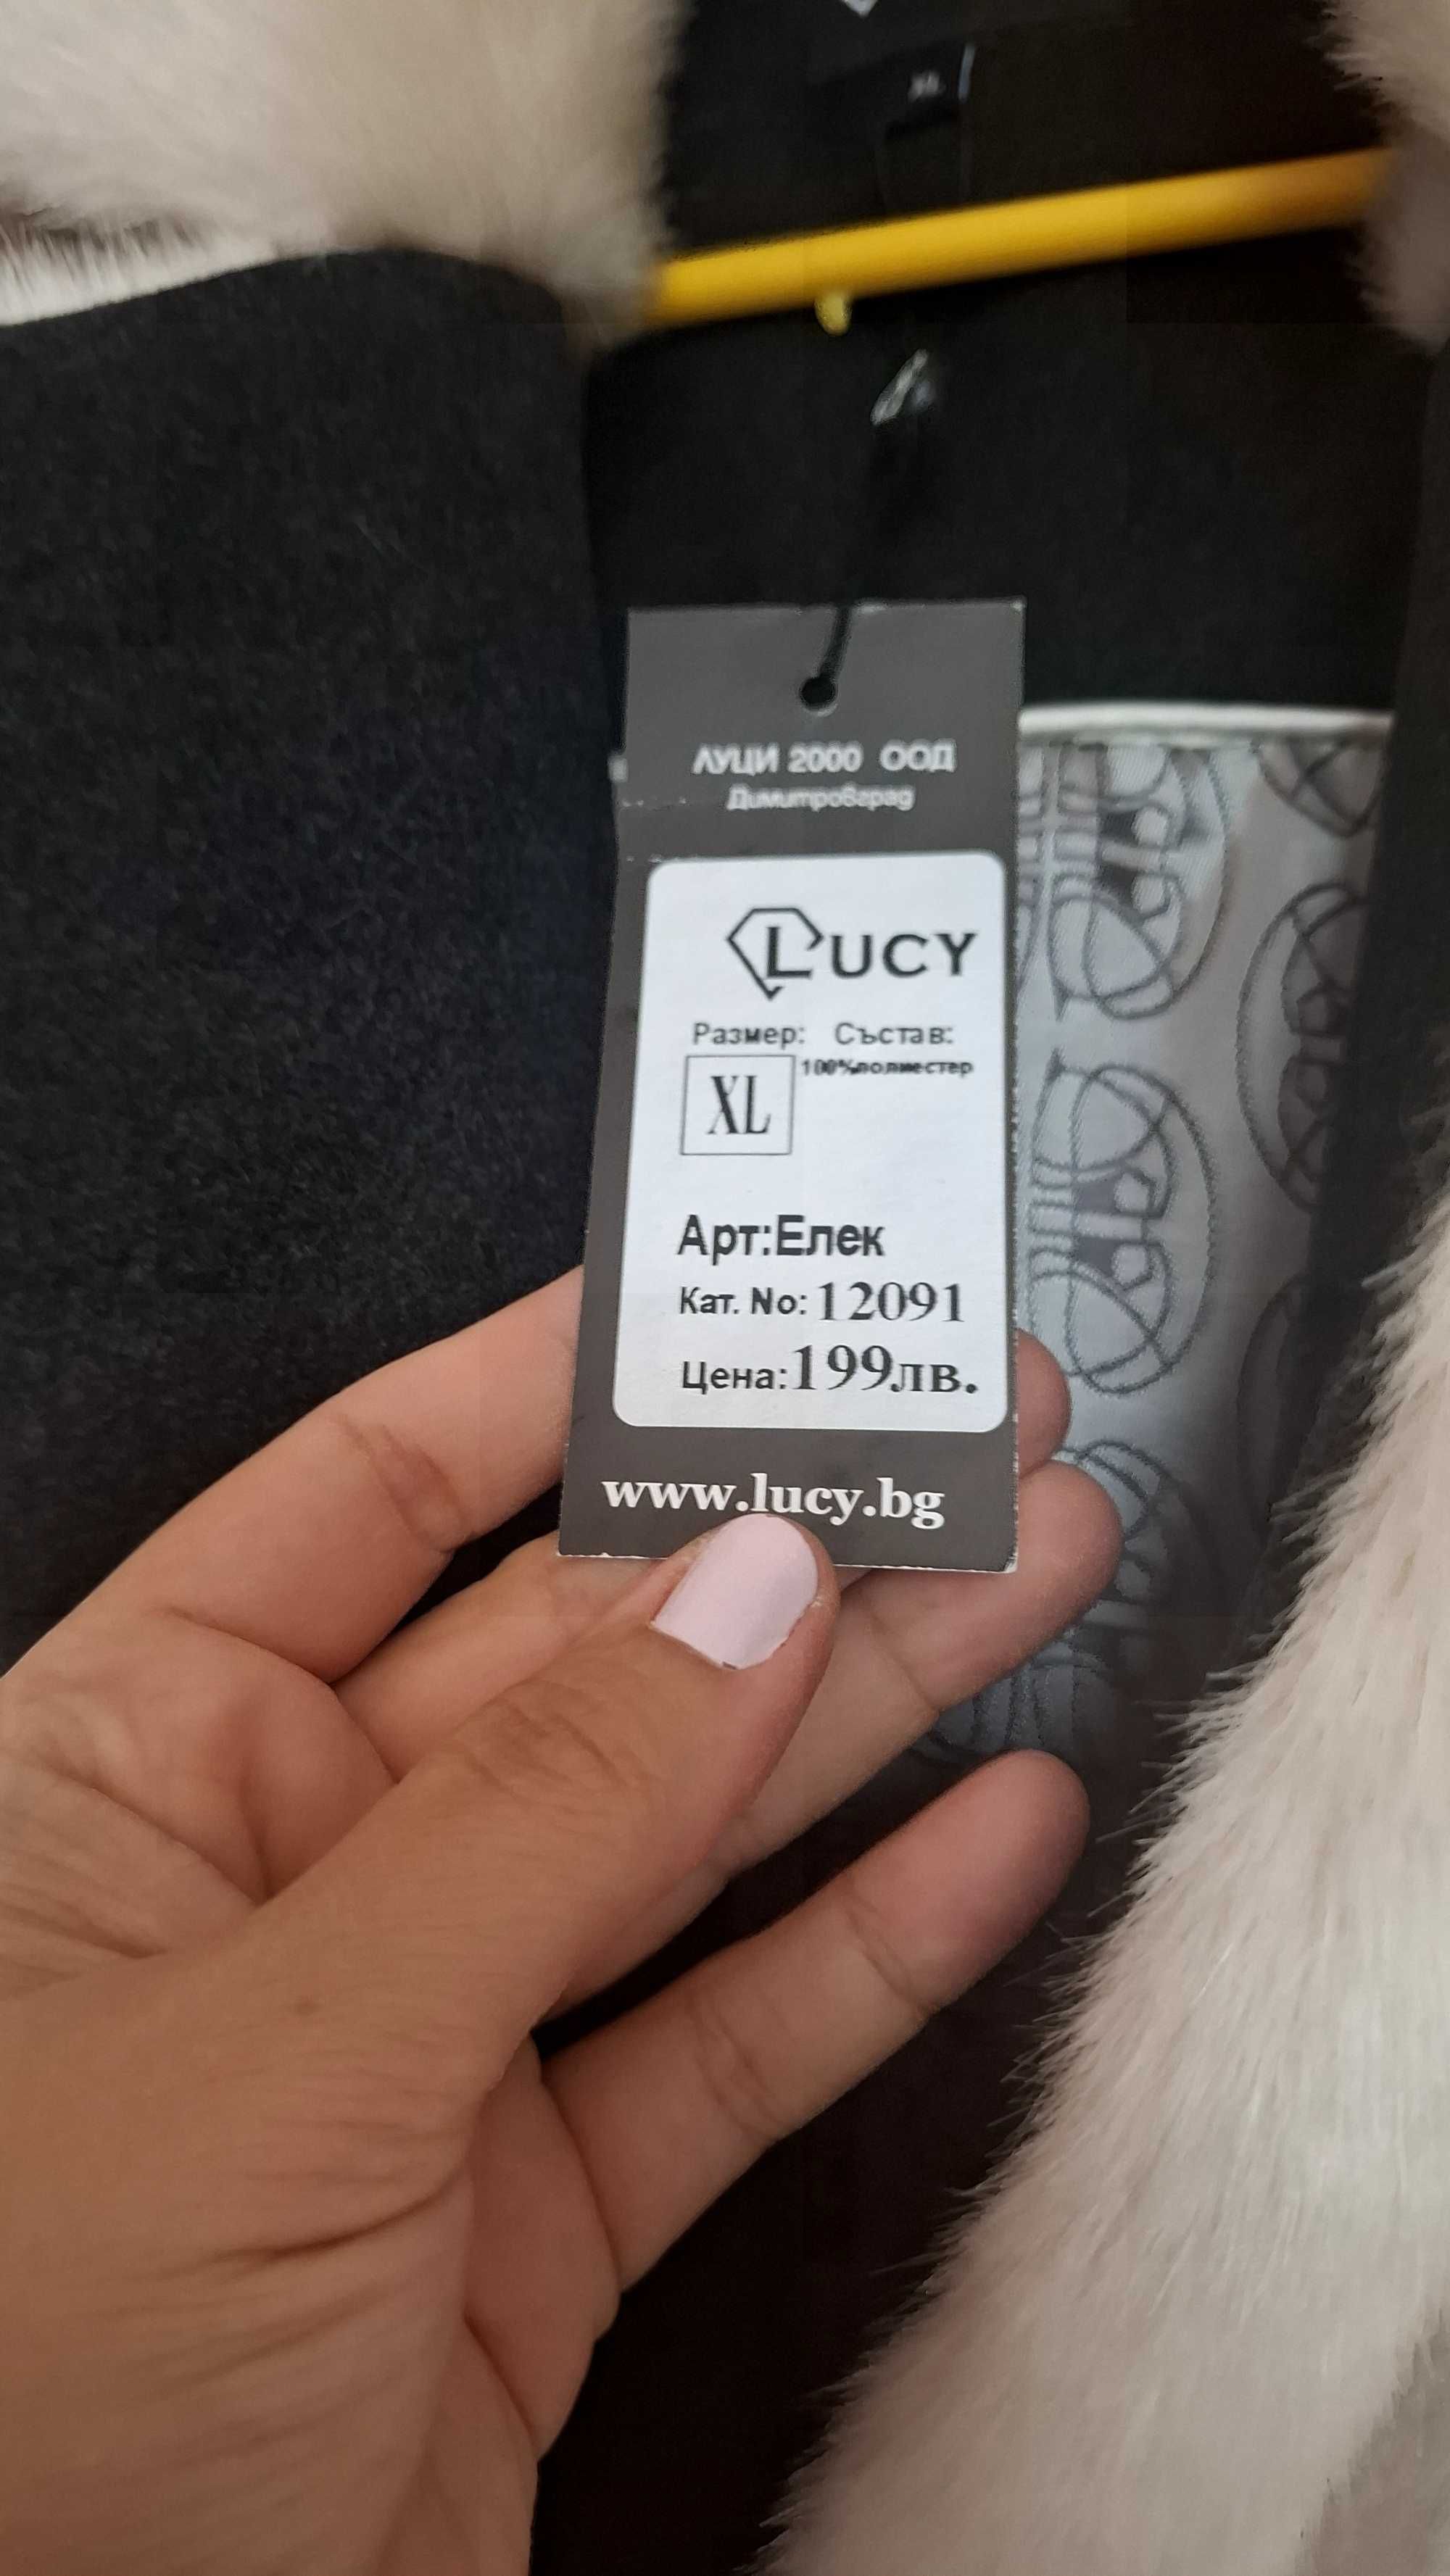 XL
ЛУЦИ 2000 ООД
Димитровград
LUCY
Размер: Състав:
XL 100%полиестер
Арт:Елек
Кат. No: 12091
Цена:199лв.
www.lucy.bg